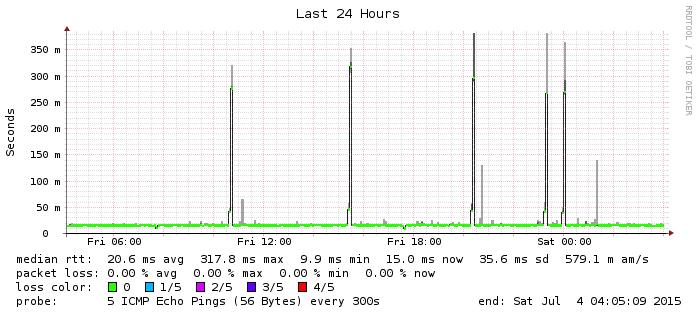 Last 24 Hours
RRDTOOL / TOBI OETIKER
Seconds
350 m
300 m
250 m
200 m
150 m
100 m
50 m
0
Fri 06:00 Fri 12:00 Fri 18:00 Sat 00:00
median rtt: 20.6 ms avg 317.8 ms max 9.9 ms min 15.0 ms now 35.6 ms sd 579.1 m am/s
packet loss: 0.00 % avg 0.00 % max 0.00 % min 0.00 % now
loss color: 0 1/5 2/5 3/5 4/5
probe: 5 ICMP Echo Pings (56 Bytes) every 300s end: Sat Jul 4 04:05:09 2015